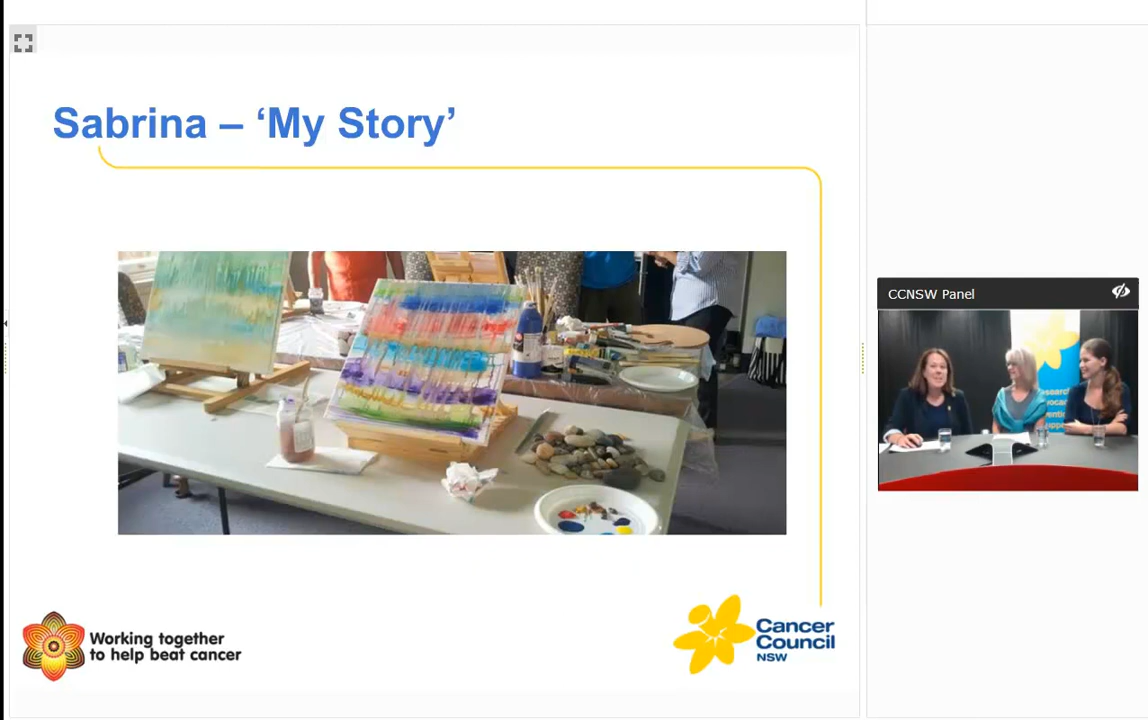 Sabrina – ‘My Story’
CCNSW Panel
Working together
to help beat cancer
Cancer
Council
NSW